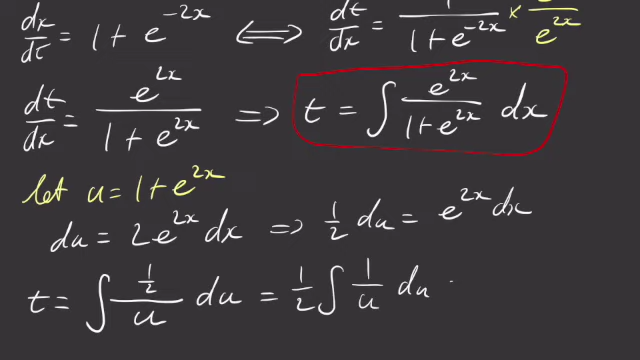 dx/dt = 1 + e^{-2x} ⟺ dt/dx = 1/(1+e^{-2x}) × e^{2x}/e^{2x}
dt/dx = e^{2x}/(1+e^{2x}) => t = ∫ e^{2x}/(1+e^{2x}) dx
let u = 1 + e^{2x}
du = 2e^{2x} dx => 1/2 du = e^{2x} dx
t = ∫ (1/2)/u du = 1/2 ∫ 1/u du